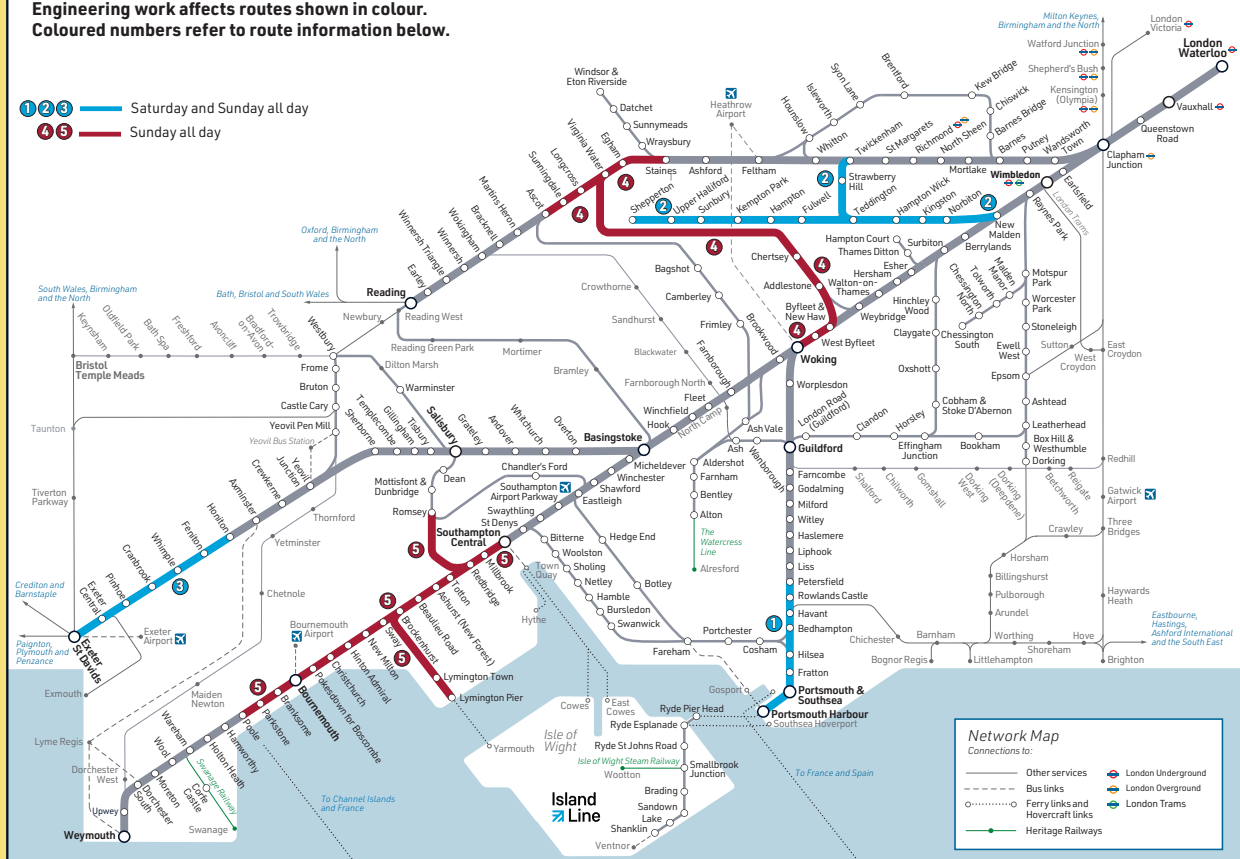 Engineering work affects routes shown in colour.
Coloured numbers refer to route information below.
1 2 3 Saturday and Sunday all day
4 5 Sunday all day
Milton Keynes,
Birmingham and the North
London
Victoria
Watford Junction
Shepherd's Bush
Kensington
(Olympia)
London
Waterloo
Vauxhall
Queenstown
Road
Clapham
Junction
Windsor &
Eton Riverside
Datchet
Sunnymeads
Wraysbury
Heathrow
Airport
Hounslow
Isleworth
Syon Lane
Brentford
Kew Bridge
Chiswick
Barnes Bridge
Virginia Water
Egham
Staines
Ashford
Feltham
Whitton
Twickenham
St Margarets
Richmond
North Sheen
Mortlake
Barnes
Putney
Wandsworth
Town
Wimbledon
Earlsfield
London Trams
Raynes Park
4
2
Strawberry
Hill
Shepperton
2
Upper Halliford
Sunbury
Kempton Park
Hampton
Fulwell
Teddington
Hampton Wick
Kingston
Norbiton
2
New
Malden
Berrylands
Surbiton
Hampton Court
Thames Ditton
Esher
Hersham
Walton-on-
Thames
Weybridge
Ascot
Sunningdale
Longcross
4
4
4
Chertsey
Addlestone
Byfleet &
New Haw
4
West Byfleet
Woking
Martins Heron
Bracknell
Wokingham
Winnersh
Winnersh Triangle
Earley
Reading
Reading West
Oxford, Birmingham
and the North
Bath, Bristol and South Wales
South Wales, Birmingham
and the North
Keynsham
Oldfield Park
Bath Spa
Freshford
Avoncliff
Bradford-
on-Avon
Trowbridge
Westbury
Newbury
Bristol
Temple Meads
Bagshot
Camberley
Frimley
Crowthorne
Sandhurst
Blackwater
Farnborough North
North Camp
Brookwood
Farnborough
Fleet
Winchfield
Hook
Ash Vale
Ash
Wanborough
Reading Green Park
Mortimer
Bramley
Hinchley
Wood
Claygate
Oxshott
Cobham &
Stoke D'Abernon
Chessington
North
Tolworth
Malden
Manor
Chessington
South
Motspur
Park
Worcester
Park
Stoneleigh
Ewell
West
Epsom
Sutton
West
Croydon
East
Croydon
Ashtead
Leatherhead
Box Hill &
Westhumble
Dorking
Worplesdon
London Road
(Guildford)
Clandon
Horsley
Effingham
Junction
Bookham
Guildford
Shalford
Chilworth
Gomshall
Dorking
West
Dorking
(Deepdene)
Betchworth
Reigate
Redhill
Gatwick
Airport
Three
Bridges
Crawley
Horsham
Billingshurst
Pulborough
Arundel
Haywards
Heath
Eastbourne,
Hastings,
Ashford International
and the South East
Farncombe
Godalming
Milford
Witley
Haslemere
Liphook
Liss
Petersfield
Rowlands Castle
Havant
1
Bedhampton
Hilsea
Fratton
Portsmouth &
Southsea
Portsmouth Harbour
Southsea Hoverport
Chichester
Bognor Regis
Barnham
Littlehampton
Worthing
Shoreham
Hove
Brighton
Aldershot
Farnham
Bentley
Alton
The
Watercress
Line
Alresford
Frome
Bruton
Castle Cary
Yeovil Pen Mill
Yeovil Bus Station
Yeovil
Junction
Dilton Marsh
Warminster
Taunton
Tiverton
Parkway
Sherborne
Templecombe
Gillingham
Tisbury
Salisbury
Grateley
Andover
Whitchurch
Overton
Basingstoke
Micheldever
Winchester
Shawford
Eastleigh
Chandler's Ford
Southampton
Airport Parkway
Swaythling
St Denys
Southampton
Central
Dean
Mottisfont &
Dunbridge
Romsey
5
5
Millbrook
Redbridge
Totton
Ashurst (New Forest)
Beaulieu Road
Brockenhurst
5
5
Sway
New Milton
Hinton Admiral
Christchurch
Pokesdown for Boscombe
Bournemouth
Branksome
Parkstone
5
Poole
Hamworthy
Holton Heath
Wareham
Wool
Moreton
Dorchester
South
Dorchester
West
Upwey
Weymouth
Swanage Railway
Corfe
Castle
Swanage
Lymington Town
Lymington Pier
Yarmouth
Bournemouth
Airport
To Channel Islands
and France
Crewkerne
Axminster
Honiton
Feniton
Whimple
3
Cranbrook
Pinhoe
Exeter
Central
Exeter
St Davids
Exeter
Airport
Crediton and
Barnstaple
Paignton,
Plymouth and
Penzance
Exmouth
Thornford
Yetminster
Chetnole
Maiden
Newton
Lyme Regis
Bitterne
Woolston
Sholing
Netley
Hamble
Bursledon
Swanwick
Hedge End
Botley
Fareham
Portchester
Cosham
Town
Quay
Hythe
Gosport
Cowes
East
Cowes
Isle of
Wight
Ryde Pier Head
Ryde Esplanade
Ryde St Johns Road
Isle of Wight Steam Railway
Wootton
Smallbrook
Junction
Brading
Sandown
Lake
Shanklin
Ventnor
Island
Line
To France and Spain
Network Map
Connections to:
Other services
Bus links
Ferry links and
Hovercraft links
Heritage Railways
London Underground
London Overground
London Trams